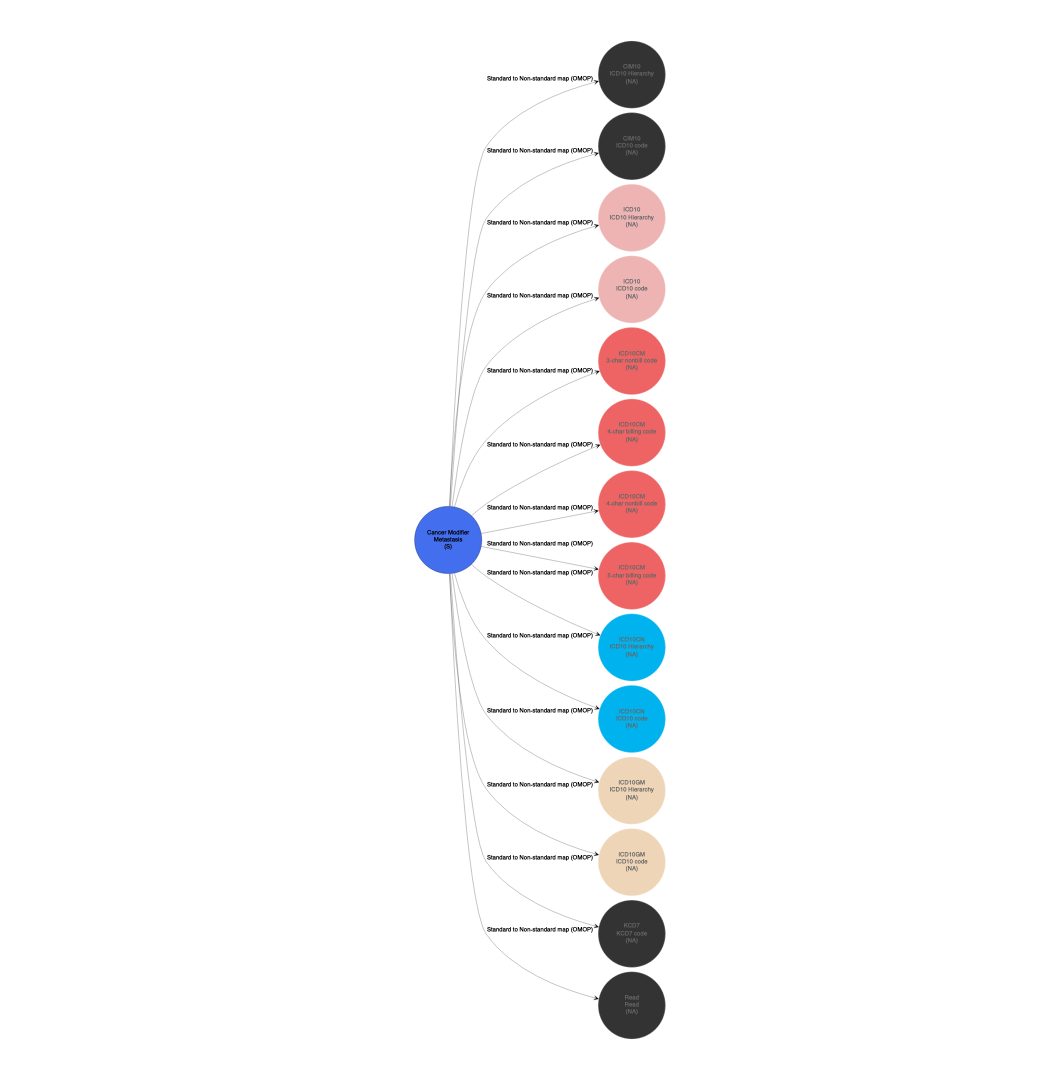 CIM10
ICD10 Hierarchy
(NA)
Standard to Non-standard map (OMOP)
CIM10
ICD10 code
(NA)
Standard to Non-standard map (OMOP)
ICD10
ICD10 Hierarchy
(NA)
Standard to Non-standard map (OMOP)
ICD10
ICD10 code
(NA)
Standard to Non-standard map (OMOP)
ICD10CM
3-char nonbill code
(NA)
Standard to Non-standard map (OMOP)
ICD10CM
4-char billing code
(NA)
Standard to Non-standard map (OMOP)
ICD10CM
4-char nonbill code
(NA)
Standard to Non-standard map (OMOP)
Cancer Modifier
Metastasis
(S)
Standard to Non-standard map (OMOP)
ICD10CM
5-char billing code
(NA)
Standard to Non-standard map (OMOP)
ICD10CN
ICD10 Hierarchy
(NA)
Standard to Non-standard map (OMOP)
ICD10CN
ICD10 code
(NA)
Standard to Non-standard map (OMOP)
ICD10GM
ICD10 Hierarchy
(NA)
Standard to Non-standard map (OMOP)
ICD10GM
ICD10 code
(NA)
Standard to Non-standard map (OMOP)
KCD7
KCD7 code
(NA)
Standard to Non-standard map (OMOP)
Read
Read
(NA)